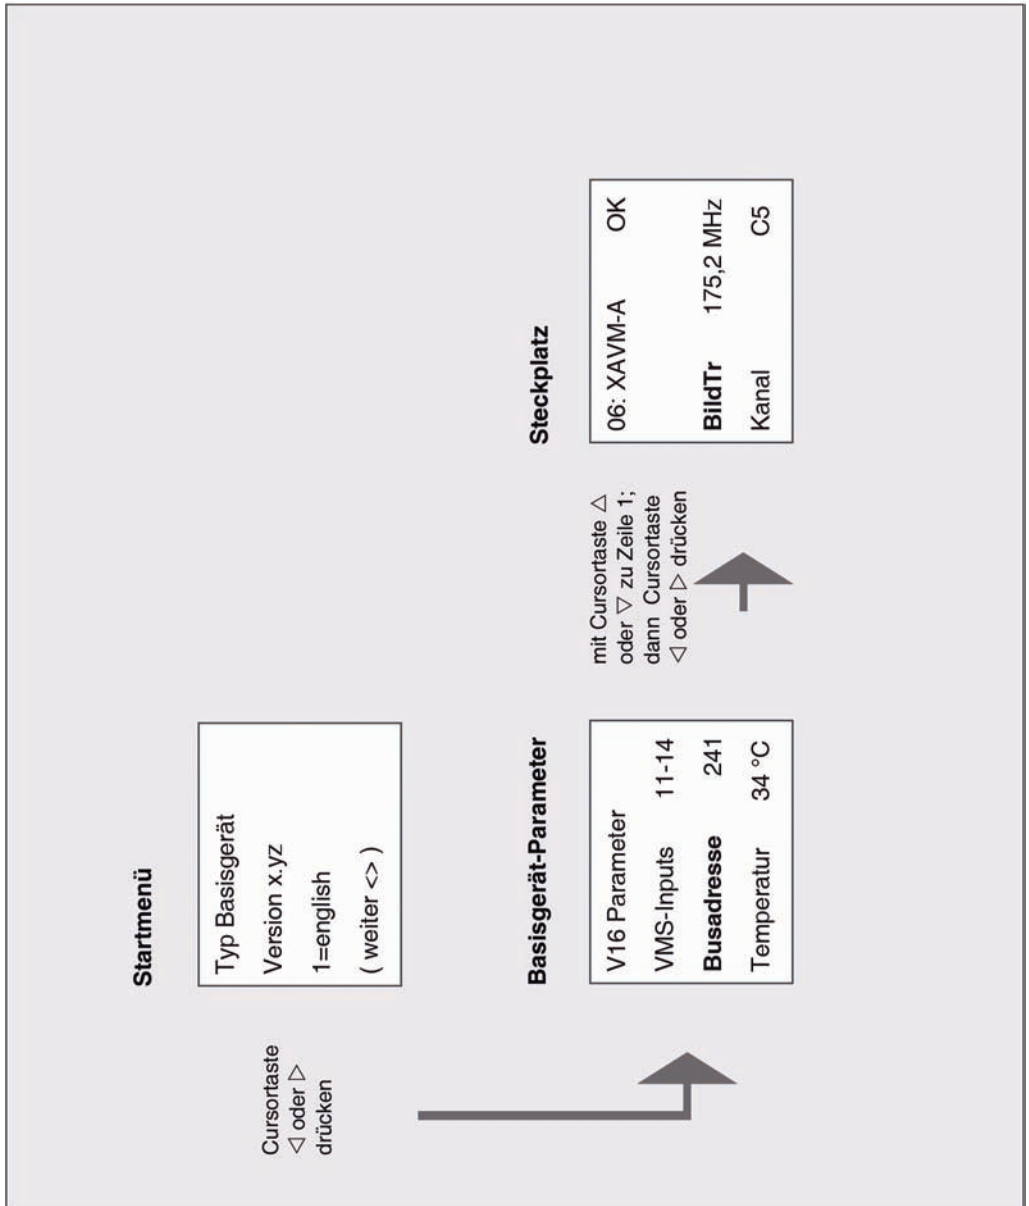 Startmenü
Cursortaste
◁ oder ▷
drücken
Typ Basisgerät
Version x.yz
1=english
( weiter <> )
Basisgerät-Parameter
V16 Parameter
VMS-Inputs 11-14
Busadresse 241
Temperatur 34 °C
mit Cursortaste △
oder ▽ zu Zeile 1;
dann Cursortaste
◁ oder ▷ drücken
Steckplatz
06: XAVM-A OK
BildTr 175,2 MHz
Kanal C5